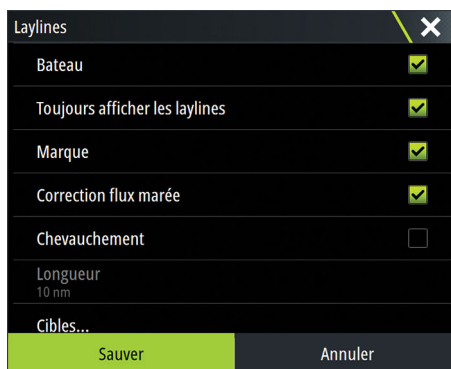 Laylines
Bateau
Toujours afficher les laylines
Marque
Correction flux marée
Chevauchement
Longueur
10 nm
Cibles...
Sauver
Annuler